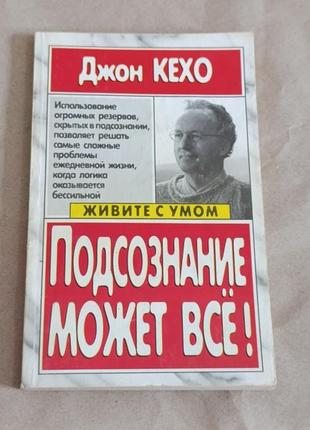 Джон КЕХО
Использование
огромных резервов,
скрытых в подсознании,
позволяет решать
самые сложные
проблемы
ежедневной жизни,
когда логика
оказывается
бессильной
ЖИВИТЕ С УМОМ
ПОДСОЗНАНИЕ
МОЖЕТ ВСЁ!